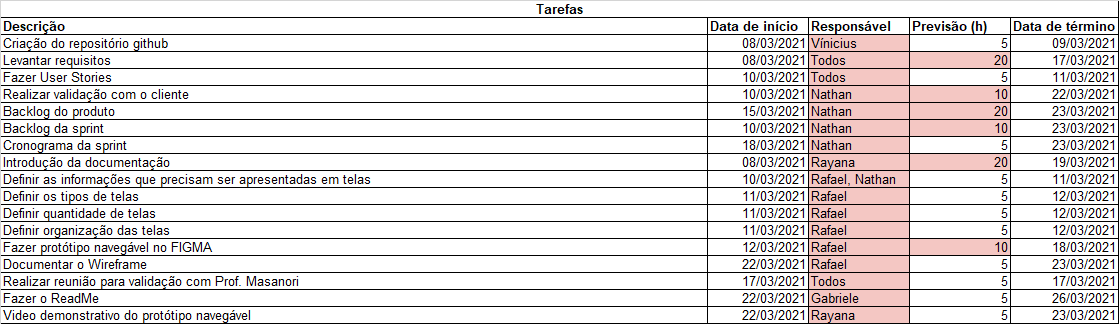 Tarefas
Descrição Data de início Responsável Previsão (h) Data de término
Criação do repositório github 08/03/2021 Vínicius 5 09/03/2021
Levantar requisitos 08/03/2021 Todos 20 17/03/2021
Fazer User Stories 10/03/2021 Todos 5 11/03/2021
Realizar validação com o cliente 10/03/2021 Nathan 10 22/03/2021
Backlog do produto 15/03/2021 Nathan 20 23/03/2021
Backlog da sprint 10/03/2021 Nathan 10 23/03/2021
Cronograma da sprint 18/03/2021 Nathan 5 23/03/2021
Introdução da documentação 08/03/2021 Rayana 20 19/03/2021
Definir as informações que precisam ser apresentadas em telas 10/03/2021 Rafael, Nathan 5 11/03/2021
Definir os tipos de telas 11/03/2021 Rafael 5 12/03/2021
Definir quantidade de telas 11/03/2021 Rafael 5 12/03/2021
Definir organização das telas 11/03/2021 Rafael 5 12/03/2021
Fazer protótipo navegável no FIGMA 12/03/2021 Rafael 10 18/03/2021
Documentar o Wireframe 22/03/2021 Rafael 5 23/03/2021
Realizar reunião para validação com Prof. Masanori 17/03/2021 Todos 5 17/03/2021
Fazer o ReadMe 22/03/2021 Gabriele 5 26/03/2021
Video demonstrativo do protótipo navegável 22/03/2021 Rayana 5 23/03/2021